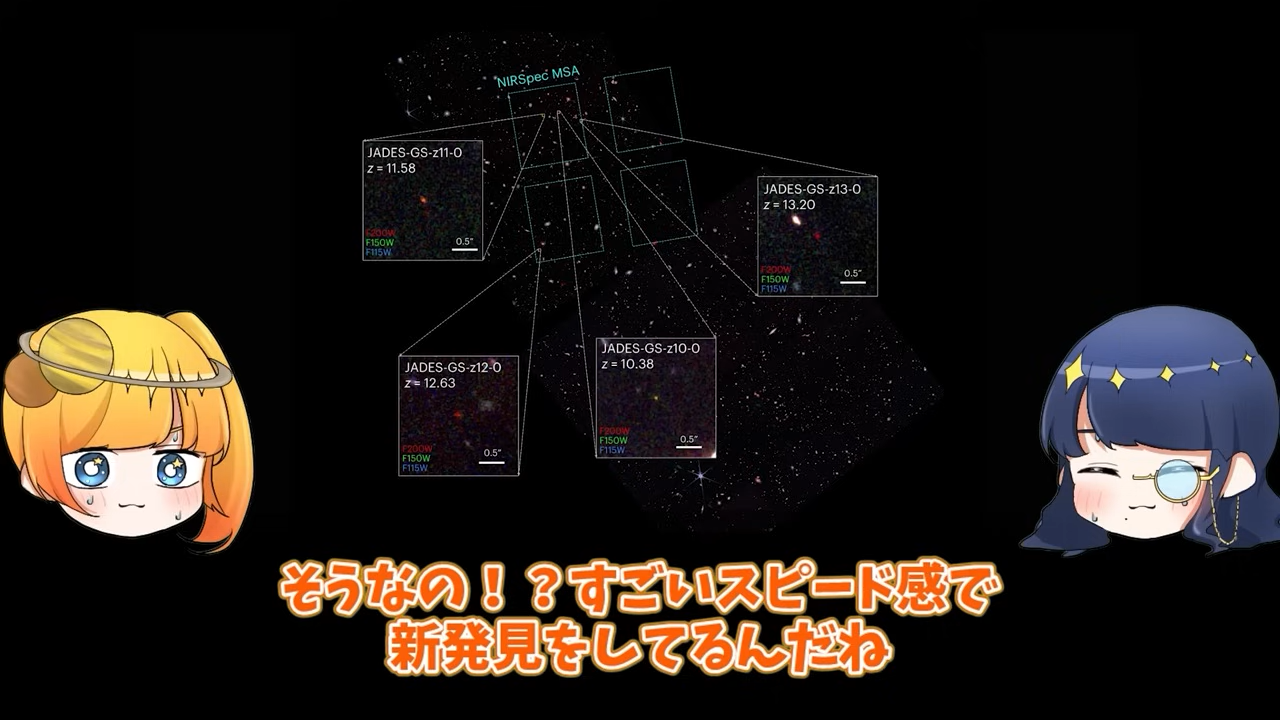 NIRSpec MSA
JADES-GS-z11-0
z = 11.58
F200W
F150W
F115W
0.5"
JADES-GS-z13-0
z = 13.20
F200W
F150W
F115W
0.5"
JADES-GS-z12-0
z = 12.63
F200W
F150W
F115W
0.5"
JADES-GS-z10-0
z = 10.38
F200W
F150W
F115W
0.5"
そうなの！？すごいスピード感で
新発見をしてるんだね